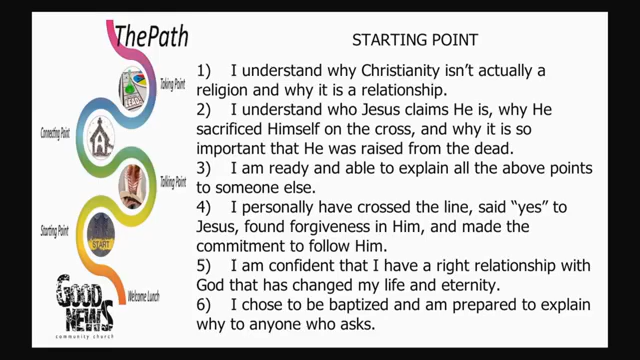 ThePath
Taking Point
LEAD
Connecting Point
Talking Point
Starting Point
START
Welcome Lunch
GOOD
NEWS
community church
STARTING POINT
1) I understand why Christianity isn't actually a
religion and why it is a relationship.
2) I understand who Jesus claims He is, why He
sacrificed Himself on the cross, and why it is so
important that He was raised from the dead.
3) I am ready and able to explain all the above points
to someone else.
4) I personally have crossed the line, said “yes” to
Jesus, found forgiveness in Him, and made the
commitment to follow Him.
5) I am confident that I have a right relationship with
God that has changed my life and eternity.
6) I chose to be baptized and am prepared to explain
why to anyone who asks.